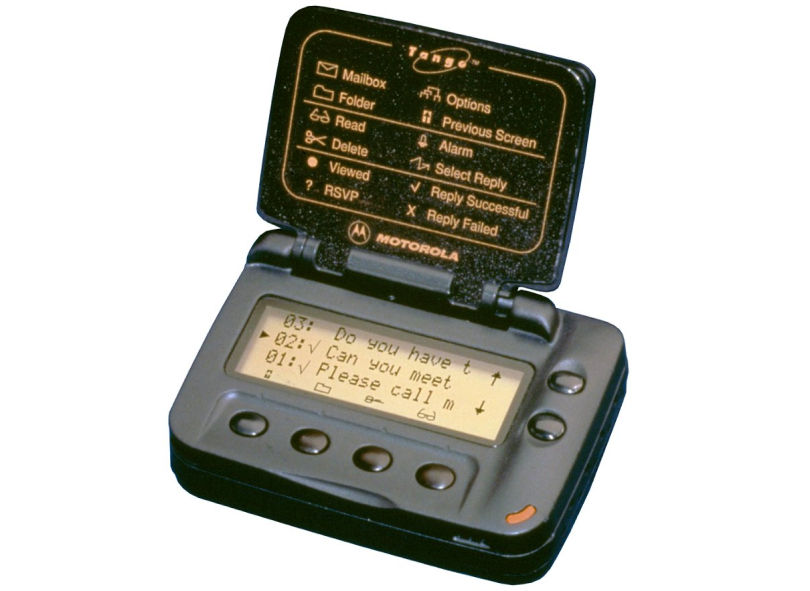 Tango™
Mailbox
Options
Folder
Previous Screen
Read
Alarm
Delete
Select Reply
Viewed
✓ Reply Successful
? RSVP
X Reply Failed
MOTOROLA
03: Do you have t ↑
▶02:√ Can you meet
01:√ Please call m ↓